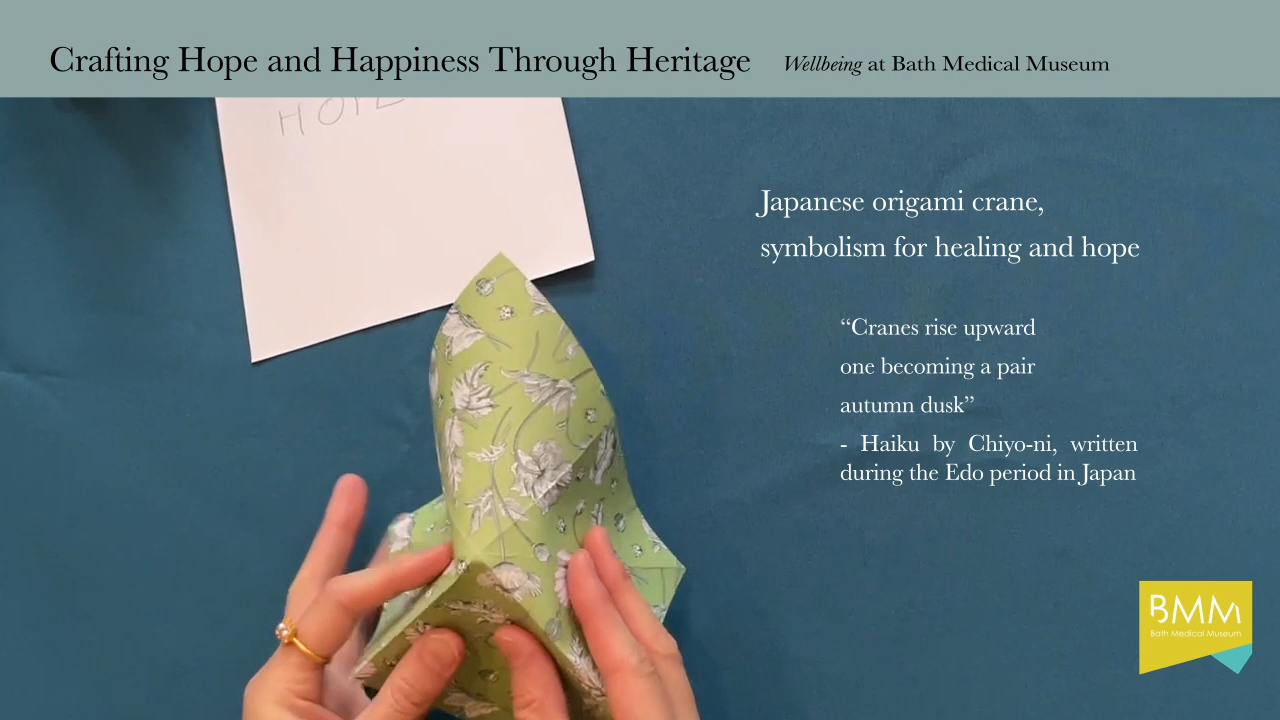 Crafting Hope and Happiness Through Heritage Wellbeing at Bath Medical Museum
HOPE
Japanese origami crane,
symbolism for healing and hope
“Cranes rise upward
one becoming a pair
autumn dusk”
- Haiku by Chiyo-ni, written
during the Edo period in Japan
BMM
Bath Medical Museum